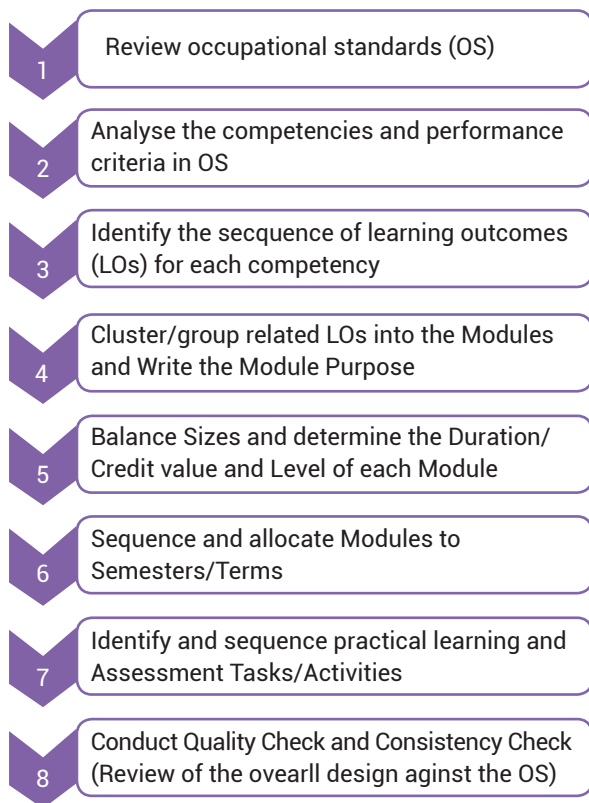 1
Review occupational standards (OS)
2
Analyse the competencies and performance
criteria in OS
3
Identify the secquence of learning outcomes
(LOs) for each competency
4
Cluster/group related LOs into the Modules
and Write the Module Purpose
5
Balance Sizes and determine the Duration/
Credit value and Level of each Module
6
Sequence and allocate Modules to
Semesters/Terms
7
Identify and sequence practical learning and
Assessment Tasks/Activities
8
Conduct Quality Check and Consistency Check
(Review of the ovearll design aginst the OS)